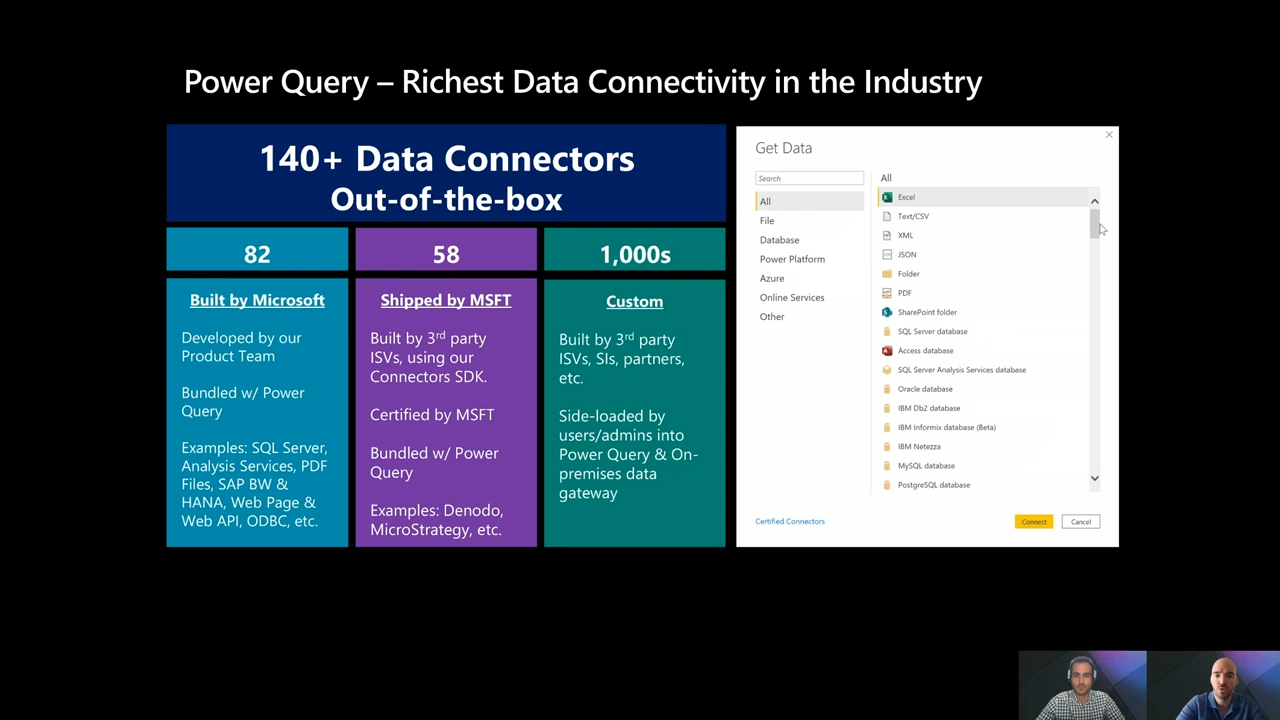 Power Query – Richest Data Connectivity in the Industry
140+ Data Connectors
Out-of-the-box
82
Built by Microsoft
Developed by our
Product Team
Bundled w/ Power
Query
Examples: SQL Server,
Analysis Services, PDF
Files, SAP BW &
HANA, Web Page &
Web API, ODBC, etc.
58
Shipped by MSFT
Built by 3rd party
ISVs, using our
Connectors SDK.
Certified by MSFT
Bundled w/ Power
Query
Examples: Denodo,
MicroStrategy, etc.
1,000s
Custom
Built by 3rd party
ISVs, SIs, partners,
etc.
Side-loaded by
users/admins into
Power Query & On-
premises data
gateway
Get Data
Search
All
File
Database
Power Platform
Azure
Online Services
Other
All
Excel
Text/CSV
XML
JSON
Folder
PDF
SharePoint folder
SQL Server database
Access database
SQL Server Analysis Services database
Oracle database
IBM Db2 database
IBM Informix database (Beta)
IBM Netezza
MySQL database
PostgreSQL database
Certified Connectors
Connect
Cancel